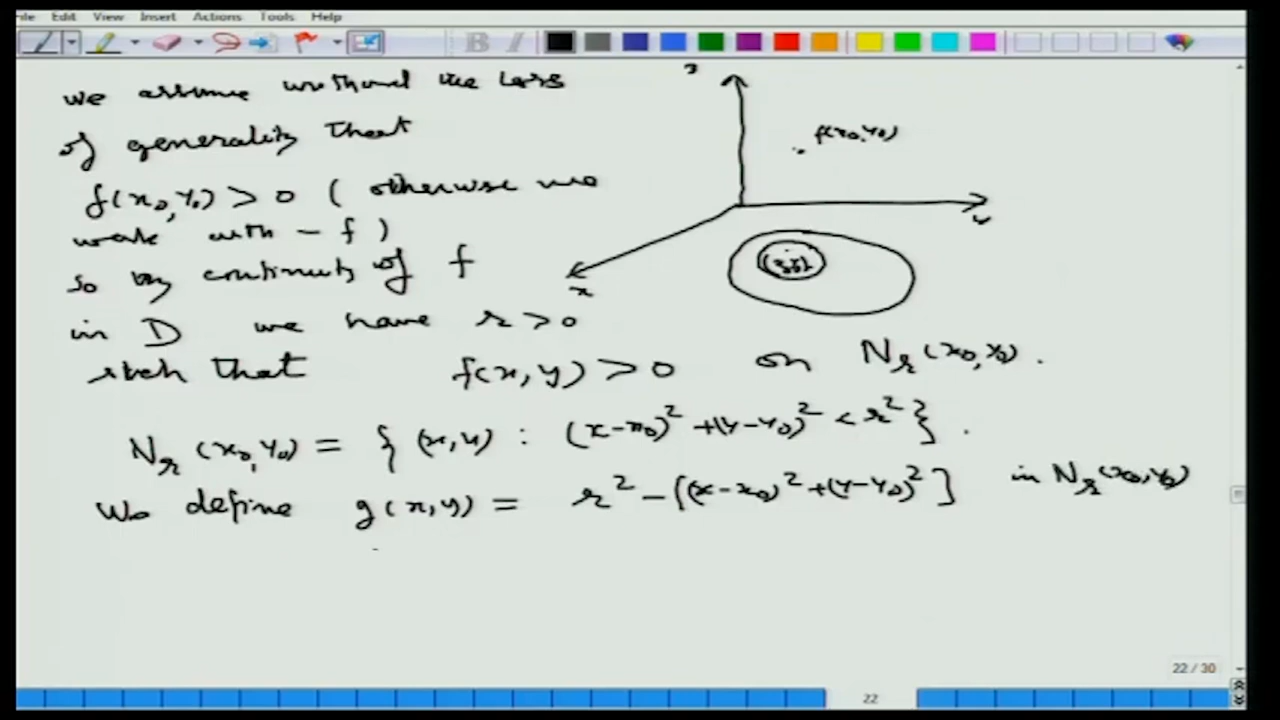 File Edit View Insert Actions Tools Help
we assume without the loss
of generality that
f(x₀,y₀) > 0 ( otherwise we
work with - f )
so by continuity of f
in D we have r > 0
such that f(x,y) > 0 on Nᵣ(x₀,y₀).
Nᵣ(x₀,y₀) = { (x,y) : (x-x₀)² + (y-y₀)² < r² }.
We define g(x,y) = r² - [(x-x₀)² + (y-y₀)²] in Nᵣ(x₀,y₀)
z
f(x₀,y₀)
y
x
22 / 30
22